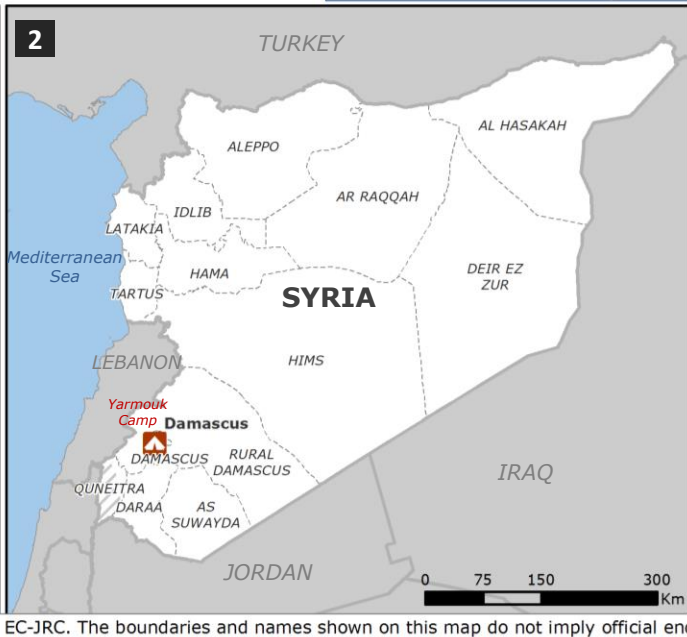 2
TURKEY
AL HASAKAH
ALEPPO
AR RAQQAH
IDLIB
LATAKIA
Mediterranean
Sea
HAMA
DEIR EZ
ZUR
TARTUS
SYRIA
LEBANON
HIMS
Yarmouk
Camp
Damascus
DAMASCUS
RURAL
DAMASCUS
QUNEITRA
DARAA
AS
SUWAYDA
IRAQ
JORDAN
0 75 150 300
Km
EC-JRC. The boundaries and names shown on this map do not imply official